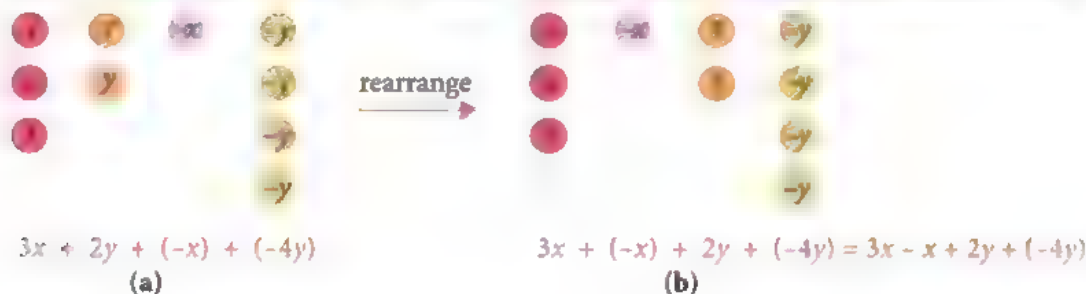 y -x -y -x -y
y -y rearrange -y
-y -y
-y -y
3x + 2y + (-x) + (-4y) 3x + (-x) + 2y + (-4y) = 3x - x + 2y + (-4y)
(a) (b)